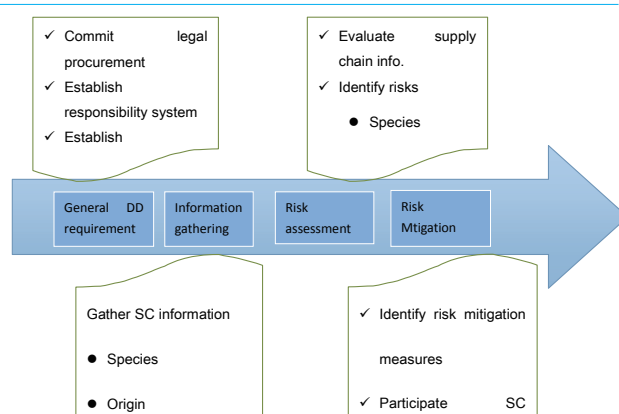 ✓ Commit legal
procurement
✓ Establish
responsibility system
✓ Establish
✓ Evaluate supply
chain info.
✓ Identify risks
● Species
General DD
requirement
Information
gathering
Risk
assessment
Risk
Mtigation
Gather SC information
● Species
● Origin
✓ Identify risk mitigation
measures
✓ Participate SC